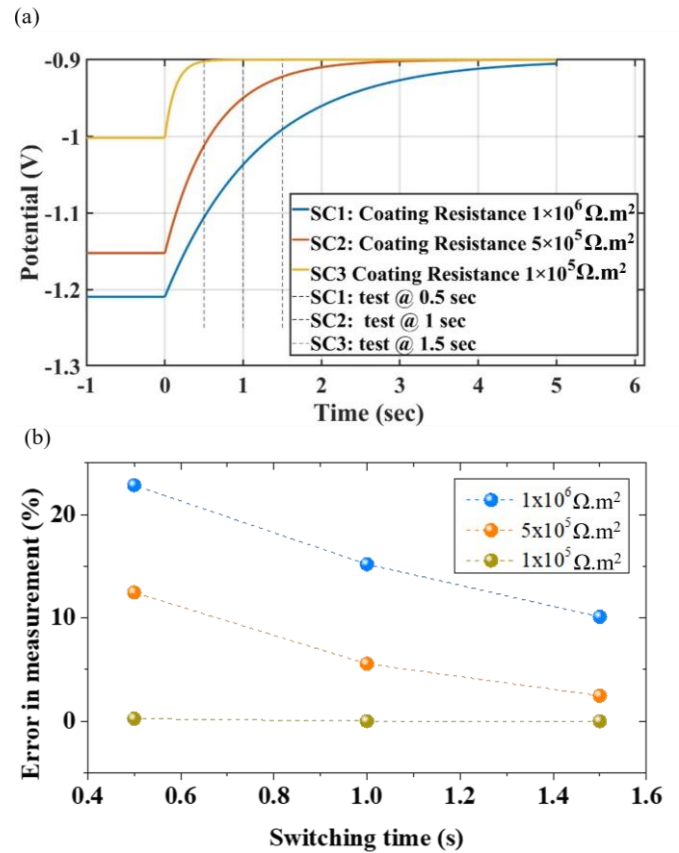 (a)
-0.9
-1
-1.1
-1.2
-1.3
Potential (V)
SC1: Coating Resistance 1×10⁶Ω.m²
SC2: Coating Resistance 5×10⁵Ω.m²
SC3 Coating Resistance 1×10⁵Ω.m²
SC1: test @ 0.5 sec
SC2: test @ 1 sec
SC3: test @ 1.5 sec
-1 0 1 2 3 4 5 6
Time (sec)
(b)
20
10
0
Error in measurement (%)
1x10⁶Ω.m²
5x10⁵Ω.m²
1x10⁵Ω.m²
0.4 0.6 0.8 1.0 1.2 1.4 1.6
Switching time (s)